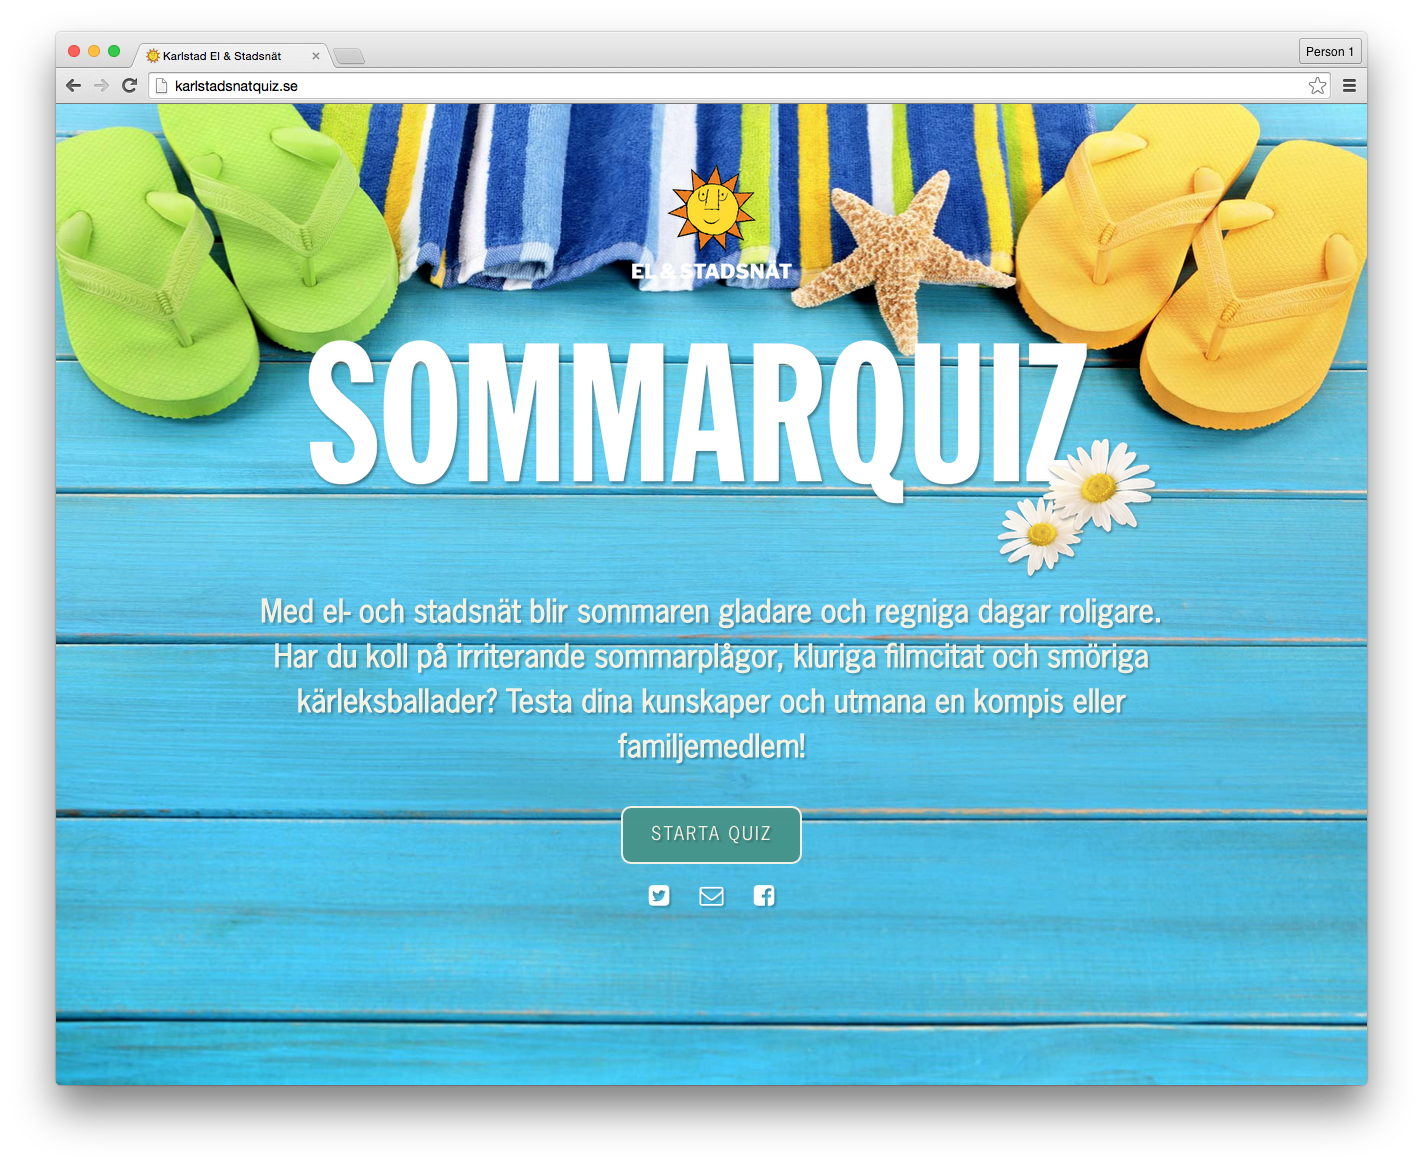 Karlstad El & Stadsnät
Person 1
karlstadsnatquiz.se
EL & STADSNÄT
SOMMARQUIZ
Med el- och stadsnät blir sommaren gladare och regniga dagar roligare.
Har du koll på irriterande sommarplågor, kluriga filmcitat och smöriga
kärleksballader? Testa dina kunskaper och utmana en kompis eller
familjemedlem!
STARTA QUIZ